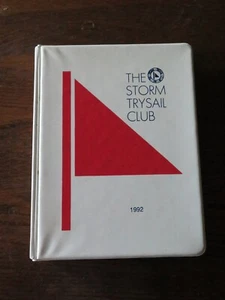 THE
STORM
TRYSAIL
CLUB
1992